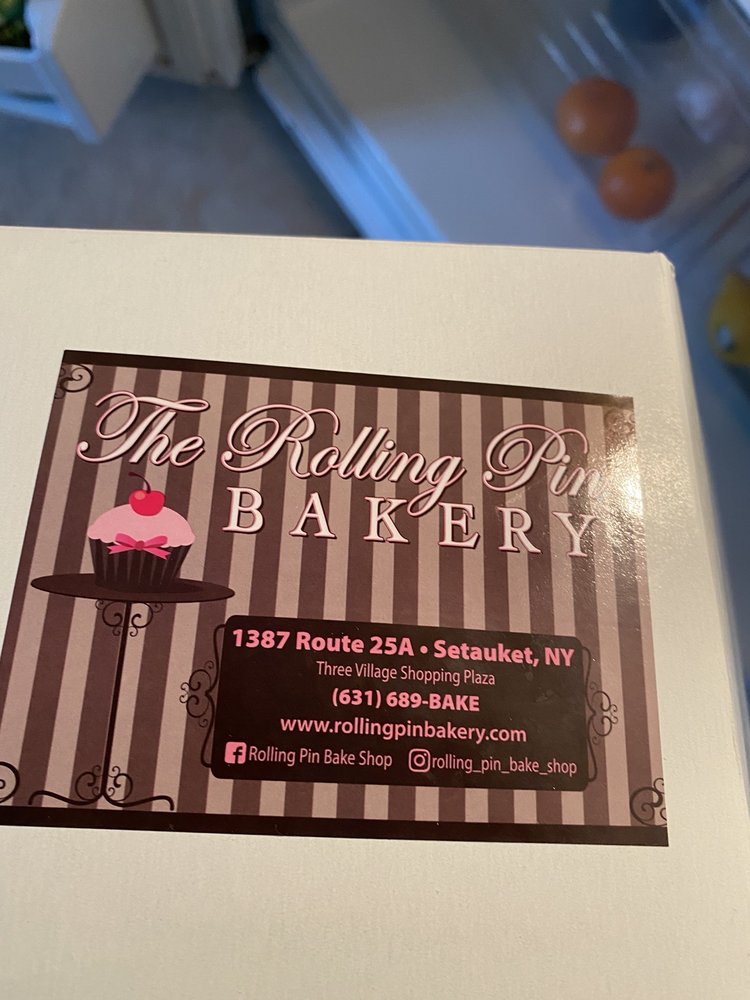 The Rolling Pin
BAKERY
1387 Route 25A • Setauket, NY
Three Village Shopping Plaza
(631) 689-BAKE
www.rollingpinbakery.com
Rolling Pin Bake Shop rolling_pin_bake_shop